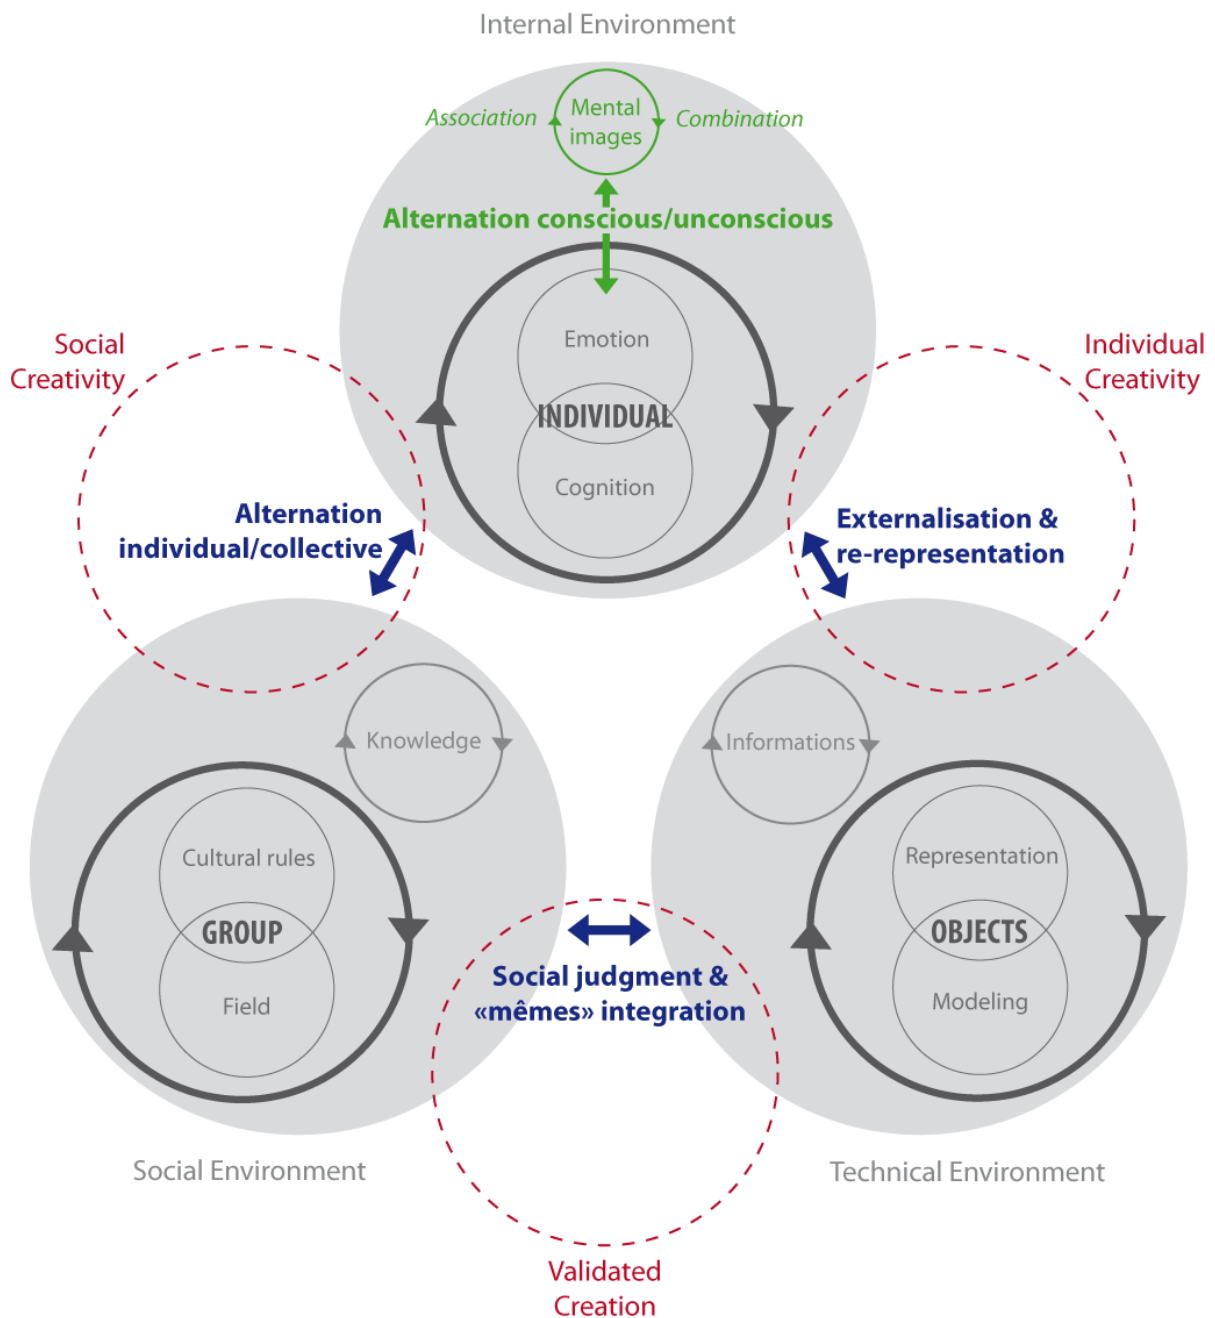 Internal Environment
Mental
images
Association
Combination
Alternation conscious/unconscious
Emotion
INDIVIDUAL
Cognition
Social
Creativity
Individual
Creativity
Alternation
individual/collective
Externalisation &
re-representation
Knowledge
Informations
Cultural rules
GROUP
Field
Representation
OBJECTS
Modeling
Social judgment &
«mêmes» integration
Social Environment
Technical Environment
Validated
Creation